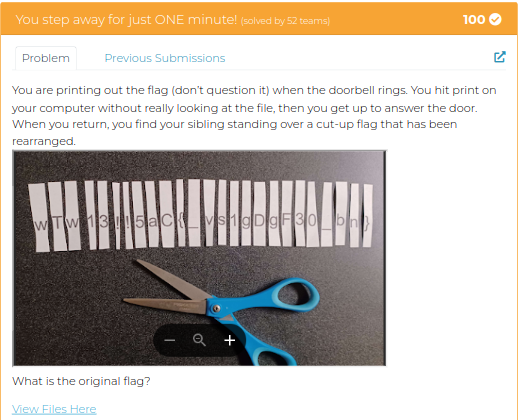 You step away for just ONE minute! (solved by 52 teams)
100
Problem
Previous Submissions
You are printing out the flag (don't question it) when the doorbell rings. You hit print on
your computer without really looking at the file, then you get up to answer the door.
When you return, you find your sibling standing over a cut-up flag that has been
rearranged.
wTw13!!5aC{_vs1gDgF30_bn}
What is the original flag?
View Files Here